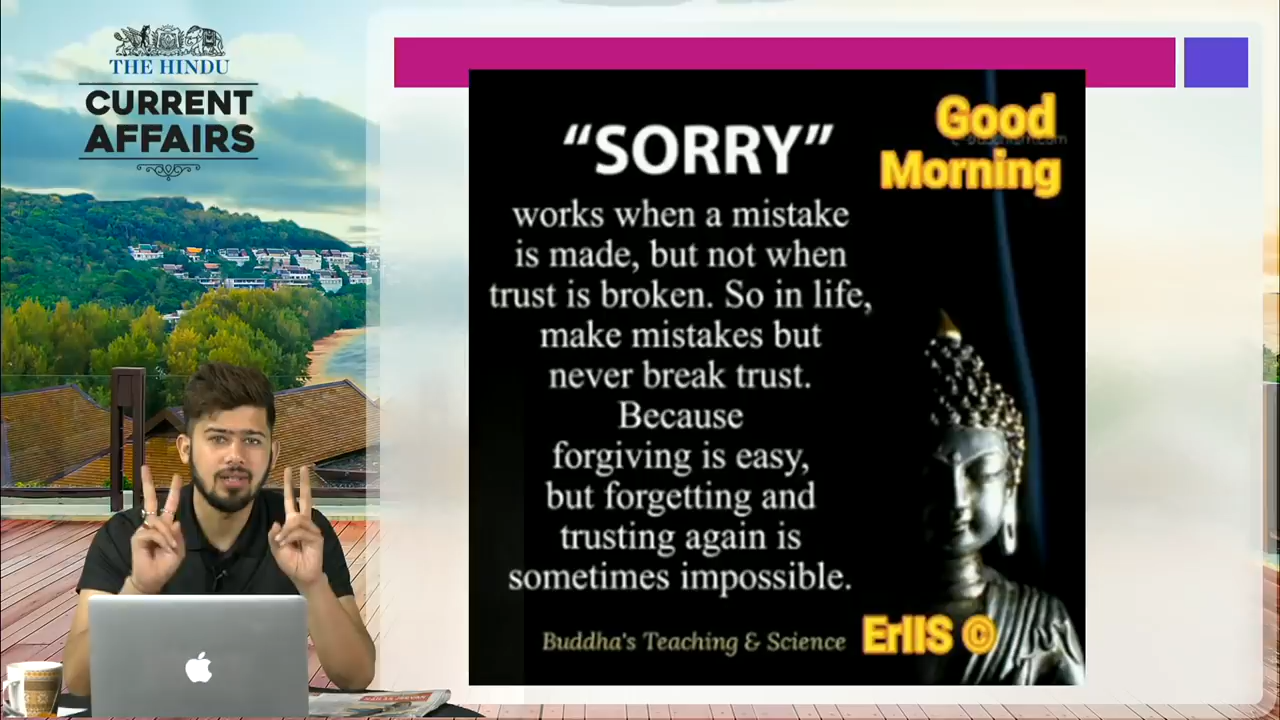 THE HINDU
CURRENT
AFFAIRS
Good
Morning
“SORRY”
works when a mistake
is made, but not when
trust is broken. So in life,
make mistakes but
never break trust.
Because
forgiving is easy,
but forgetting and
trusting again is
sometimes impossible.
Buddha's Teaching & Science
ErIIS ©